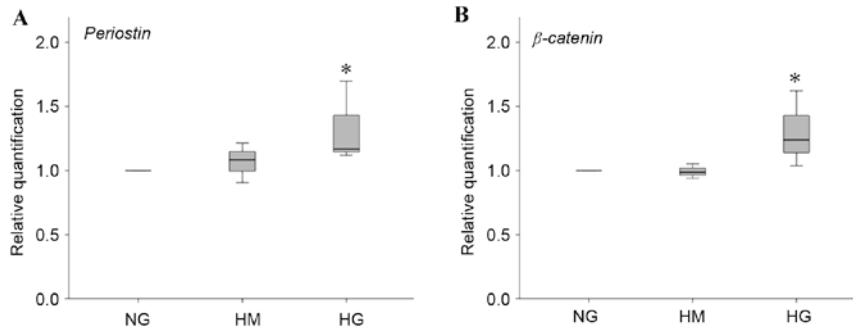 A
Periostin
2.0
*
1.5
1.0
0.5
0.0
Relative quantification
NG HM HG
B
β-catenin
2.0
*
1.5
1.0
0.5
0.0
Relative quantification
NG HM HG